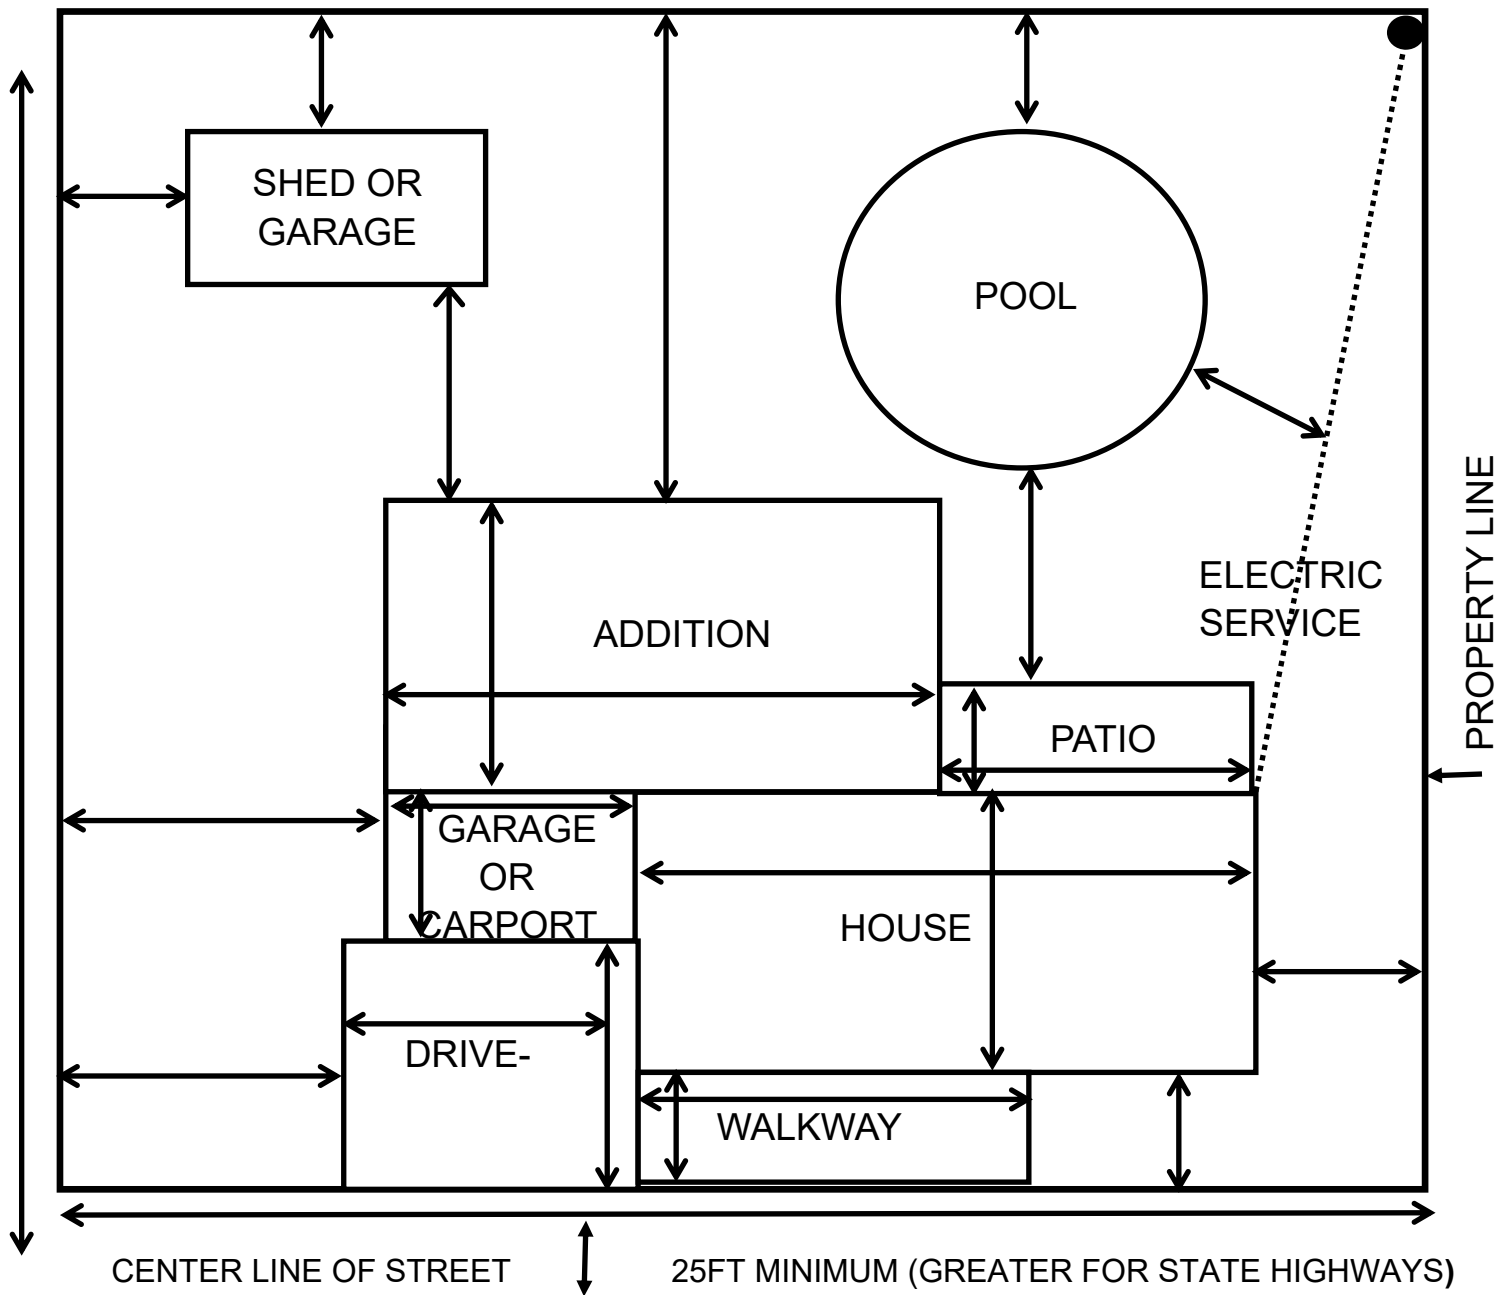 SHED OR
GARAGE
POOL
ELECTRIC
SERVICE
PROPERTY LINE
ADDITION
PATIO
GARAGE
OR
CARPORT
HOUSE
DRIVE-
WALKWAY
CENTER LINE OF STREET
25FT MINIMUM (GREATER FOR STATE HIGHWAYS)